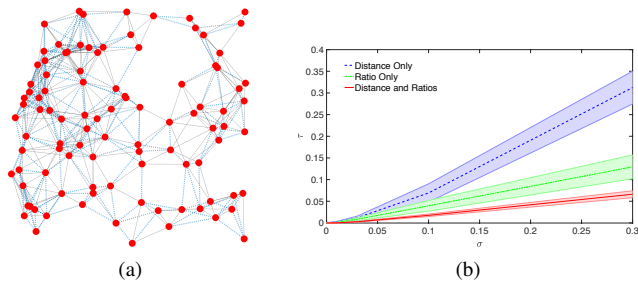 0.4
0.35
0.3
0.25
0.2
0.15
0.1
0.05
0
τ
Distance Only
Ratio Only
Distance and Ratios
0 0.05 0.1 0.15 0.2 0.25 0.3
σ
(a) (b)